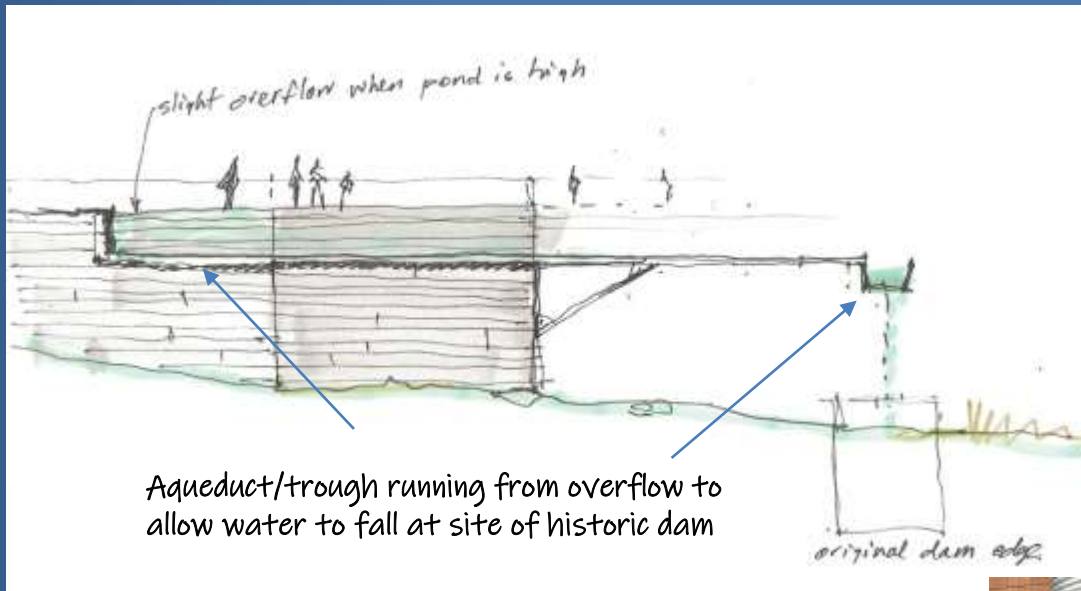 slight overflow when pond is high
Aqueduct/trough running from overflow to
allow water to fall at site of historic dam
original dam edge.